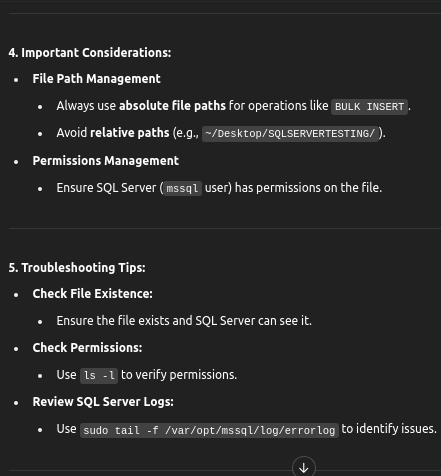 4. Important Considerations:
• File Path Management
• Always use absolute file paths for operations like BULK INSERT.
• Avoid relative paths (e.g., ~/Desktop/SQLSERVERTESTING/).
• Permissions Management
• Ensure SQL Server (mssql user) has permissions on the file.
5. Troubleshooting Tips:
• Check File Existence:
• Ensure the file exists and SQL Server can see it.
• Check Permissions:
• Use ls -l to verify permissions.
• Review SQL Server Logs:
• Use sudo tail -f /var/opt/mssql/log/errorlog to identify issues.